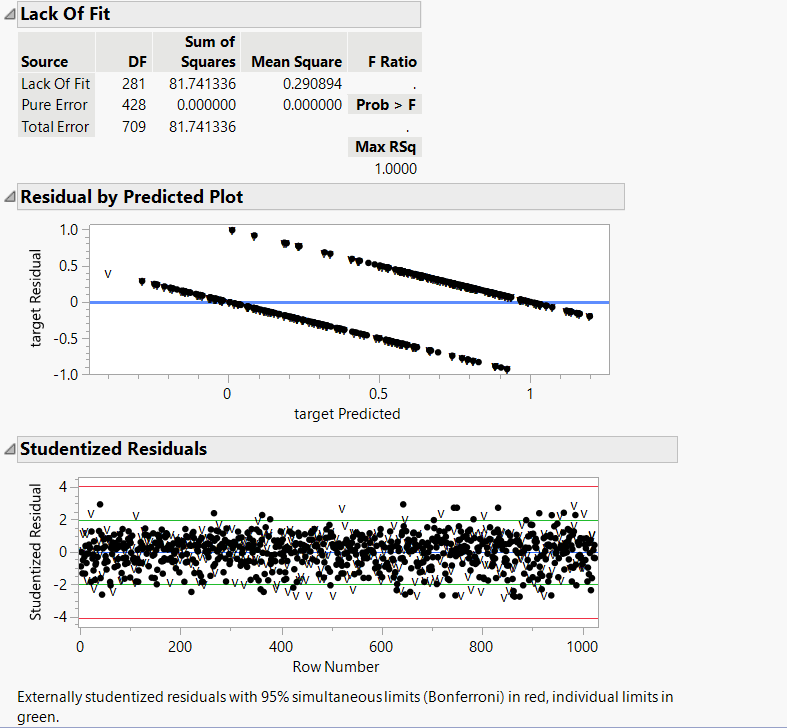 Lack Of Fit
Sum of
Source DF Squares Mean Square F Ratio
Lack Of Fit 281 81.741336 0.290894 .
Pure Error 428 0.000000 0.000000 Prob > F
Total Error 709 81.741336 .
Max RSq
1.0000
Residual by Predicted Plot
1.0
0.5
0
-0.5
-1.0
target Residual
V
0 0.5 1
target Predicted
Studentized Residuals
4
2
0
-2
-4
Studentized Residual
0 200 400 600 800 1000
Row Number
Externally studentized residuals with 95% simultaneous limits (Bonferroni) in red, individual limits in
green.